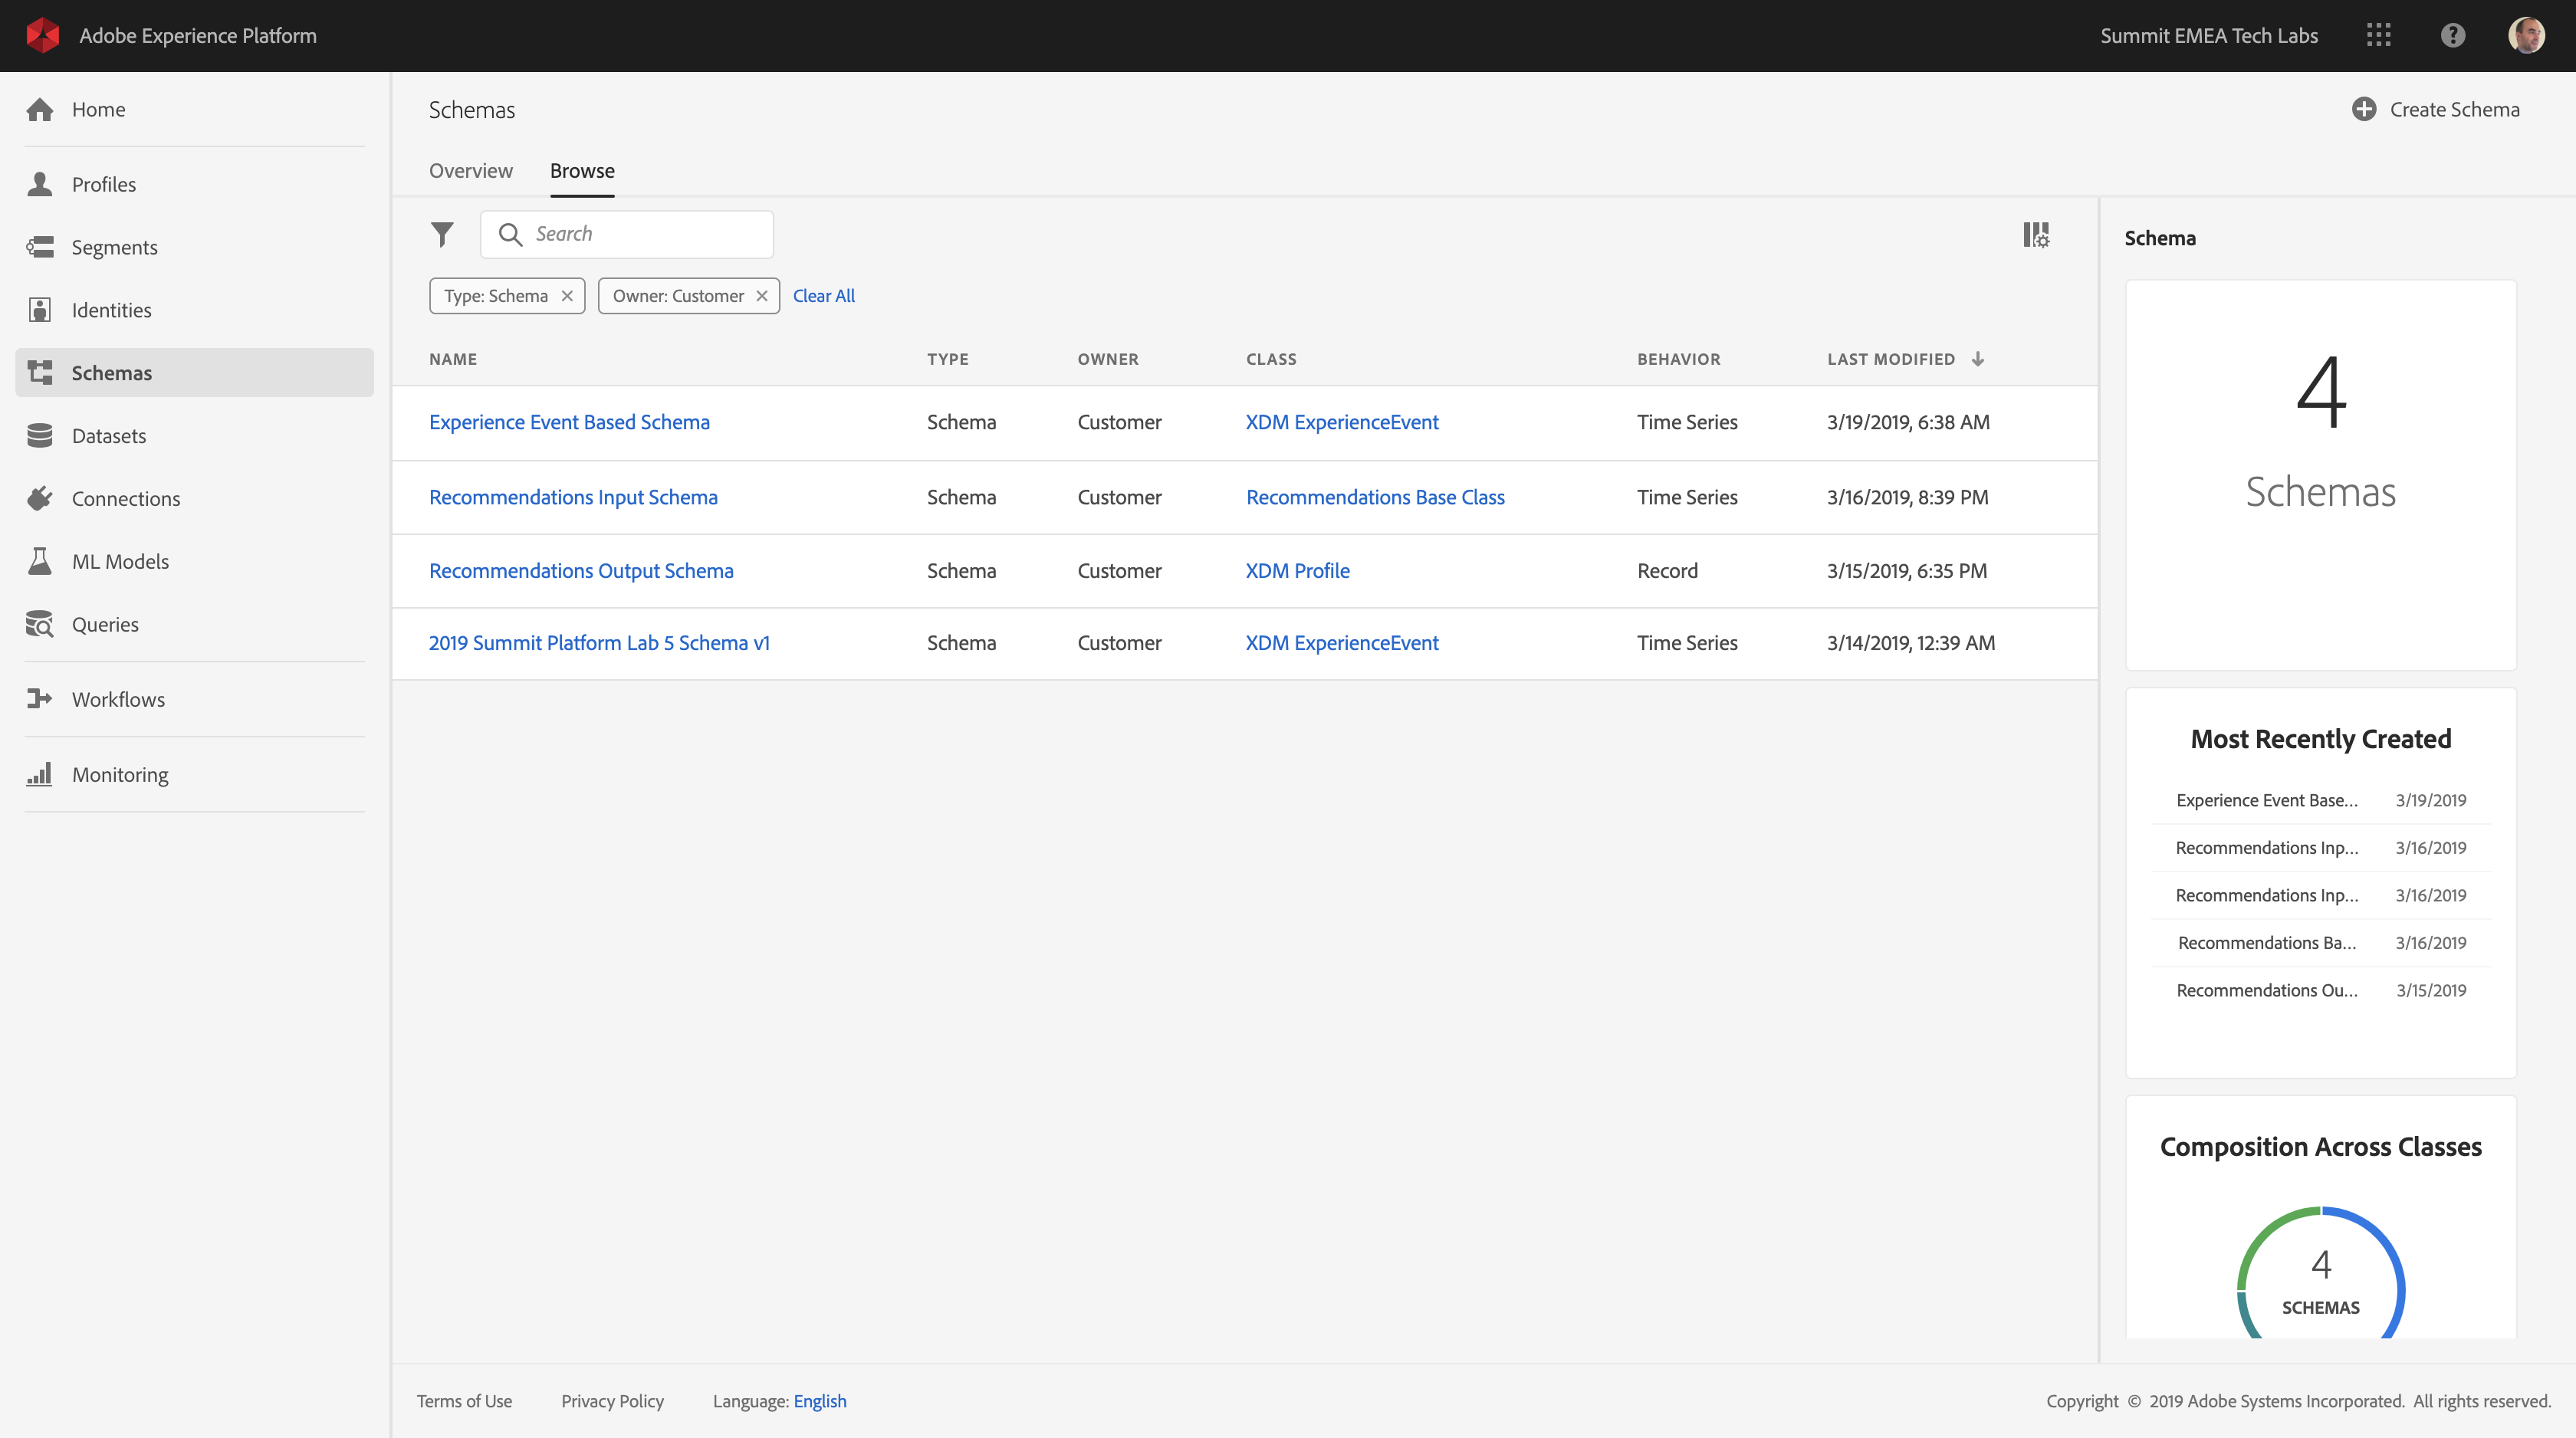 Adobe Experience Platform
Summit EMEA Tech Labs
Home
Profiles
Segments
Identities
Schemas
Datasets
Connections
ML Models
Queries
Workflows
Monitoring
Schemas
Create Schema
Overview Browse
Search
Type: Schema Owner: Customer Clear All
NAME TYPE OWNER CLASS BEHAVIOR LAST MODIFIED
Experience Event Based Schema Schema Customer XDM ExperienceEvent Time Series 3/19/2019, 6:38 AM
Recommendations Input Schema Schema Customer Recommendations Base Class Time Series 3/16/2019, 8:39 PM
Recommendations Output Schema Schema Customer XDM Profile Record 3/15/2019, 6:35 PM
2019 Summit Platform Lab 5 Schema v1 Schema Customer XDM ExperienceEvent Time Series 3/14/2019, 12:39 AM
Schema
4
Schemas
Most Recently Created
Experience Event Base... 3/19/2019
Recommendations Inp... 3/16/2019
Recommendations Inp... 3/16/2019
Recommendations Ba... 3/16/2019
Recommendations Ou... 3/15/2019
Composition Across Classes
4
SCHEMAS
Terms of Use Privacy Policy Language: English
Copyright © 2019 Adobe Systems Incorporated. All rights reserved.